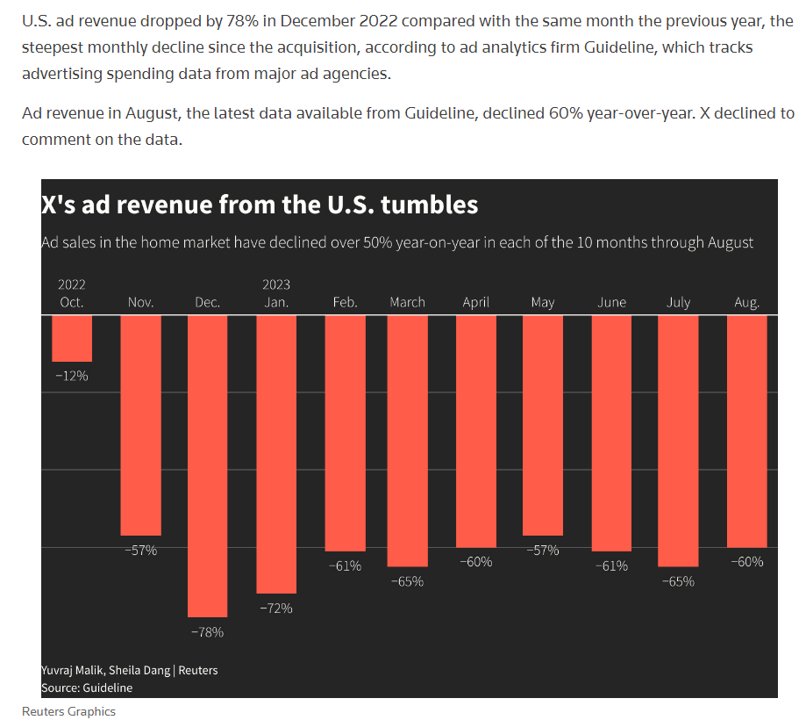 U.S. ad revenue dropped by 78% in December 2022 compared with the same month the previous year, the
steepest monthly decline since the acquisition, according to ad analytics firm Guideline, which tracks
advertising spending data from major ad agencies.
Ad revenue in August, the latest data available from Guideline, declined 60% year-over-year. X declined to
comment on the data.
X's ad revenue from the U.S. tumbles
Ad sales in the home market have declined over 50% year-on-year in each of the 10 months through August
2022 2023
Oct. Nov. Dec. Jan. Feb. March April May June July Aug.
−12%
−57% −57%
−61% −60% −61% −60%
−65% −65%
−72%
−78%
Yuvraj Malik, Sheila Dang | Reuters
Source: Guideline
Reuters Graphics